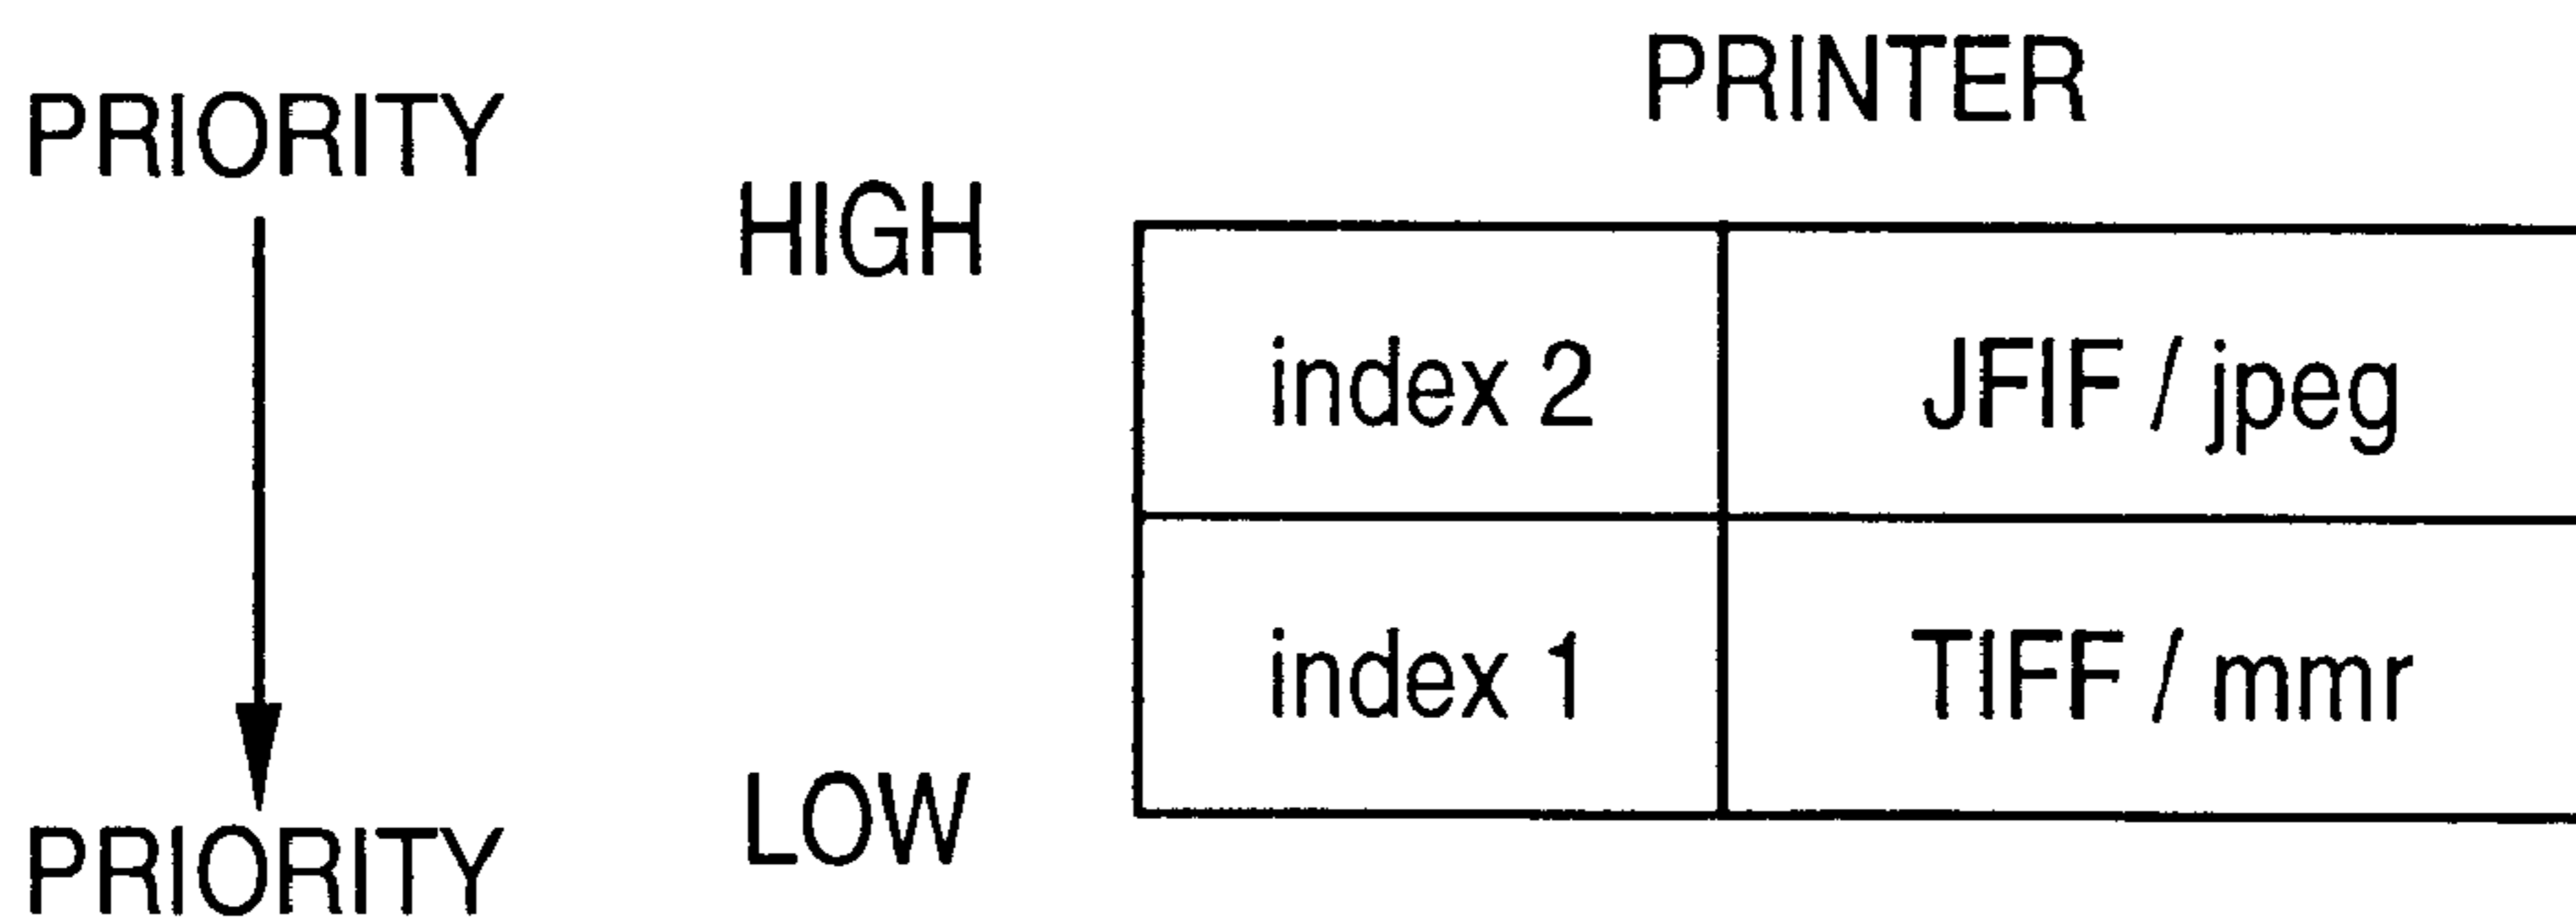 PRINTER
PRIORITY
HIGH
index 2 JFIF / jpeg
index 1 TIFF / mmr
LOW
PRIORITY